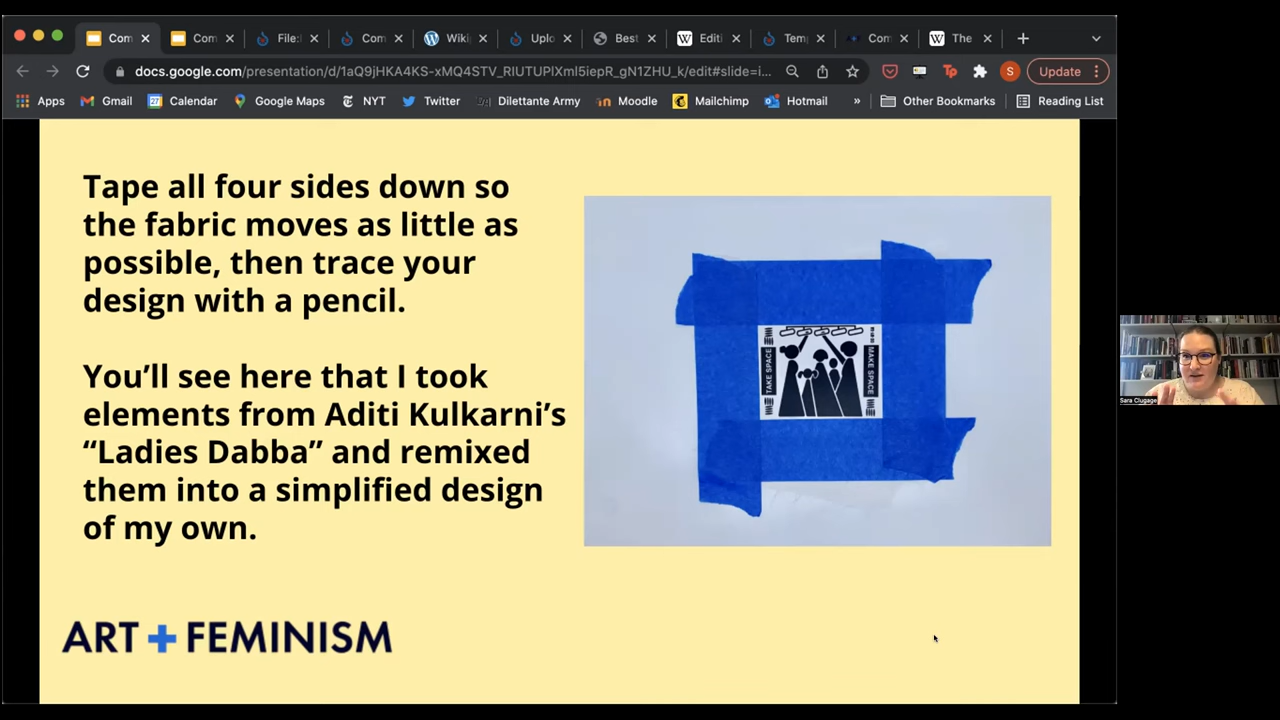 Com
Com
File:
Com
Wiki
Uplo
Best
Editi
Temp
Com
The
docs.google.com/presentation/d/1aQ9jHKA4KS-xMQ4STV_RIUTUPIXml5iepR_gN1ZHU_k/edit#slide=i...
Update
Apps
Gmail
Calendar
Google Maps
NYT
Twitter
Dilettante Army
Moodle
Mailchimp
Hotmail
»
Other Bookmarks
Reading List
Tape all four sides down so
the fabric moves as little as
possible, then trace your
design with a pencil.
You’ll see here that I took
elements from Aditi Kulkarni’s
“Ladies Dabba” and remixed
them into a simplified design
of my own.
TAKE SPACE
MAKE SPACE
ART + FEMINISM
Sara Clugage